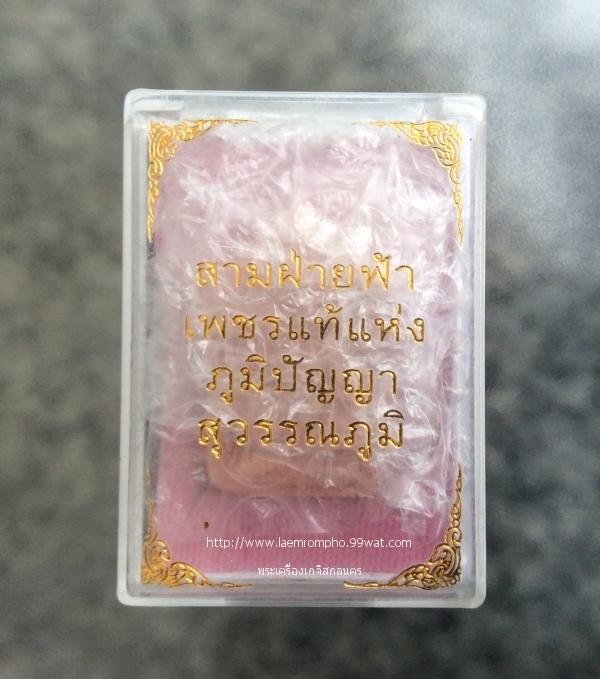 สามฝ่ายฟ้า
เพชรแท้แห่ง
ภูมิปัญญา
สุวรรณภูมิ
http://www.laemrompho.99wat.com
พระเครื่องเกจิสกลนคร